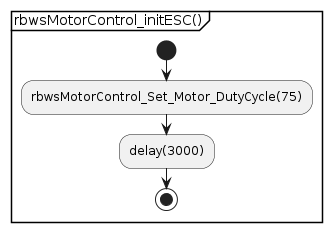 rbwsMotorControl_initESC()
rbwsMotorControl_Set_Motor_DutyCycle(75)
delay(3000)